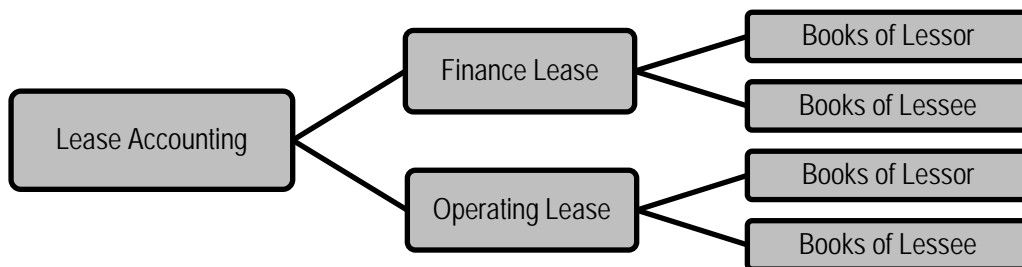 Lease Accounting
Finance Lease
Books of Lessor
Books of Lessee
Operating Lease
Books of Lessor
Books of Lessee